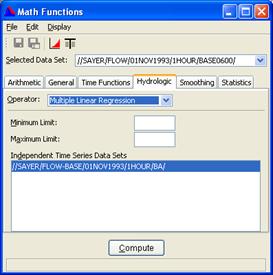 Math Functions
File Edit Display
Selected Data Set: //SAYER/FLOW/01NOV1993/1HOUR/BASE0600/
Arithmetic General Time Functions Hydrologic Smoothing Statistics
Operator: Multiple Linear Regression
Minimum Limit:
Maximum Limit:
Independent Time Series Data Sets
//SAYER/FLOW-BASE/01NOV1993/1HOUR/BA/
Compute